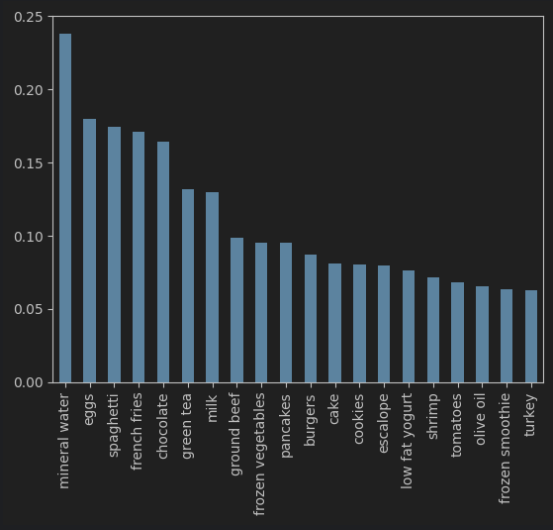 0.25
0.20
0.15
0.10
0.05
0.00
mineral water
eggs
spaghetti
french fries
chocolate
green tea
milk
ground beef
frozen vegetables
pancakes
burgers
cake
cookies
escalope
low fat yogurt
shrimp
tomatoes
olive oil
frozen smoothie
turkey